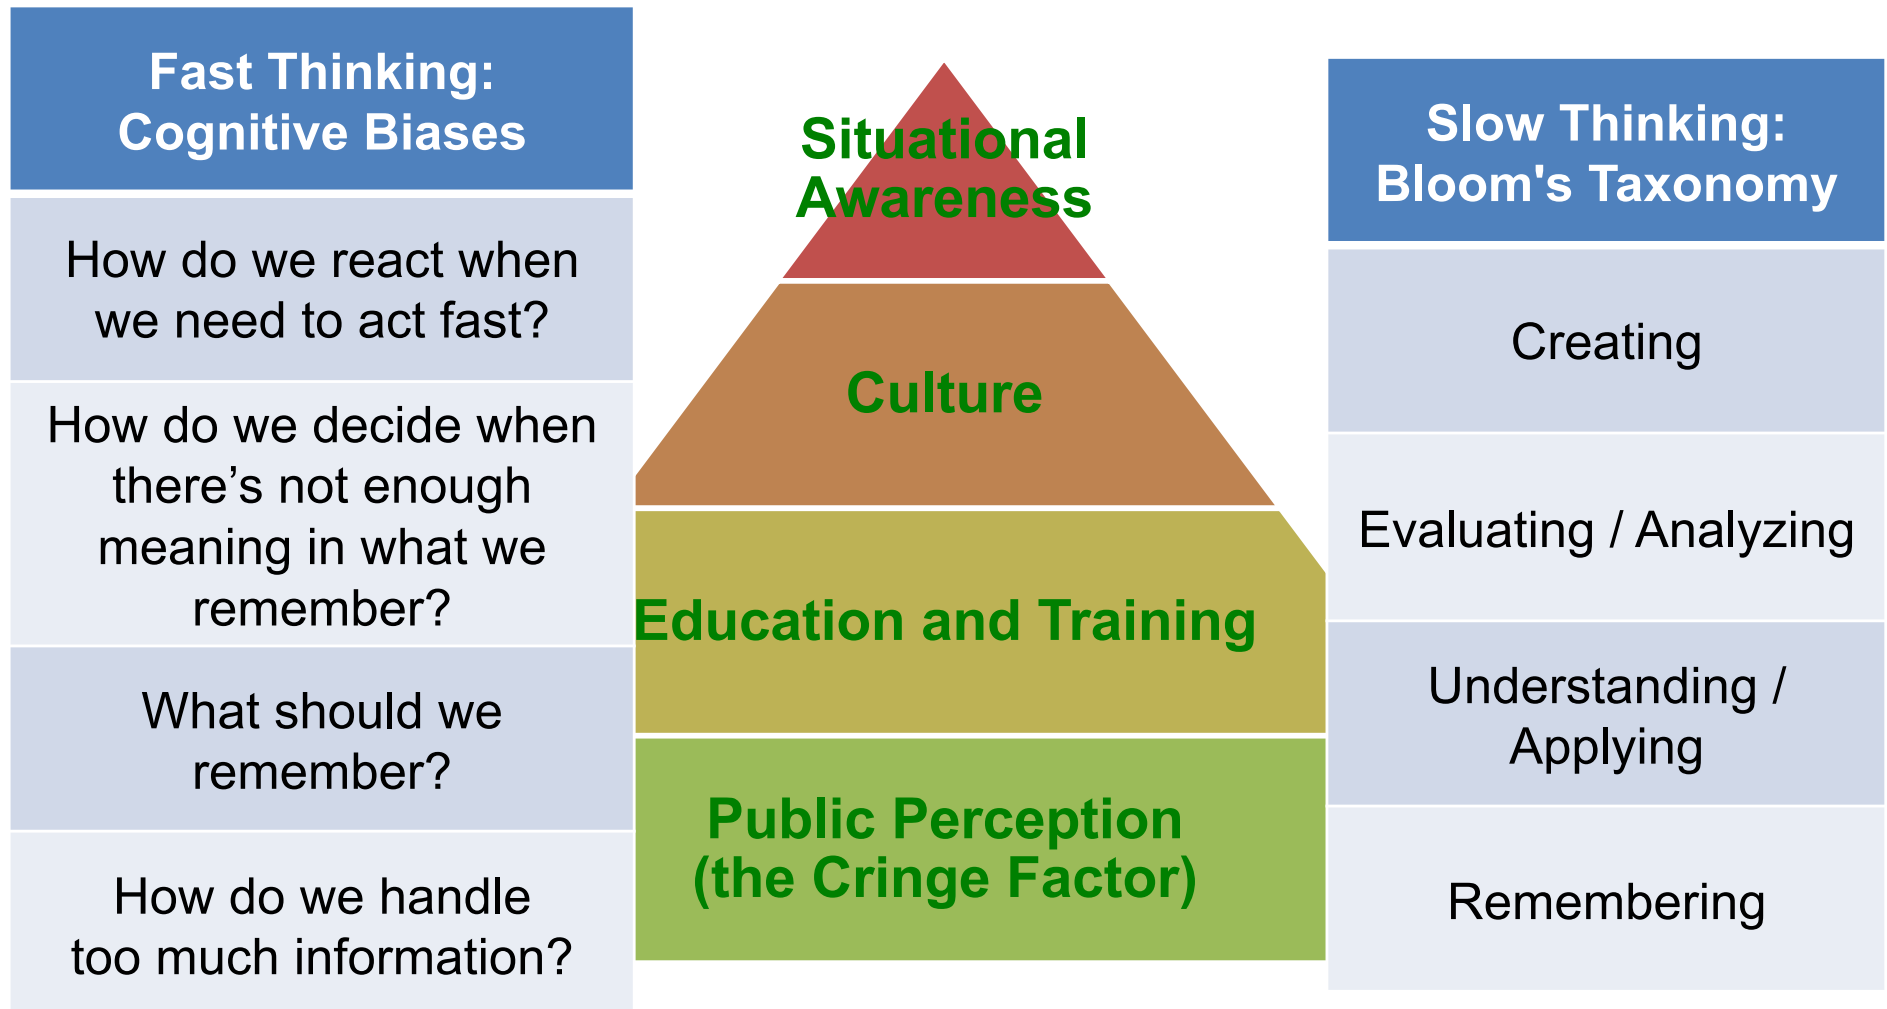 Fast Thinking:
Cognitive Biases
How do we react when
we need to act fast?
How do we decide when
there’s not enough
meaning in what we
remember?
What should we
remember?
How do we handle
too much information?
Situational
Awareness
Culture
Education and Training
Public Perception
(the Cringe Factor)
Slow Thinking:
Bloom's Taxonomy
Creating
Evaluating / Analyzing
Understanding /
Applying
Remembering